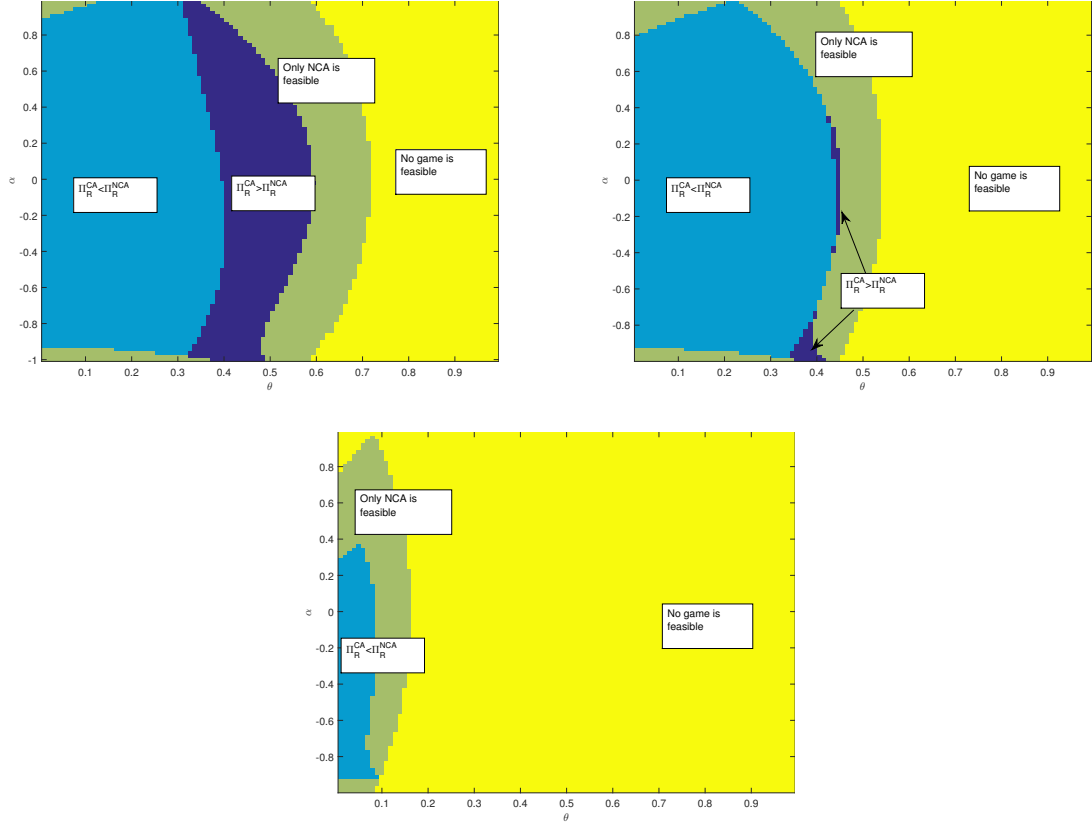 0.8
0.6
0.4
0.2
0
-0.2
-0.4
-0.6
-0.8
-1
α
0.1 0.2 0.3 0.4 0.5 0.6 0.7 0.8 0.9
θ
Only NCA is
feasible
No game is
feasible
Π_R^CA<Π_R^NCA
Π_R^CA>Π_R^NCA
0.8
0.6
0.4
0.2
0
-0.2
-0.4
-0.6
-0.8
α
0.1 0.2 0.3 0.4 0.5 0.6 0.7 0.8 0.9
θ
Only NCA is
feasible
No game is
feasible
Π_R^CA<Π_R^NCA
Π_R^CA>Π_R^NCA
0.8
0.6
0.4
0.2
0
-0.2
-0.4
-0.6
-0.8
α
0.1 0.2 0.3 0.4 0.5 0.6 0.7 0.8 0.9
θ
Only NCA is
feasible
No game is
feasible
Π_R^CA<Π_R^NCA